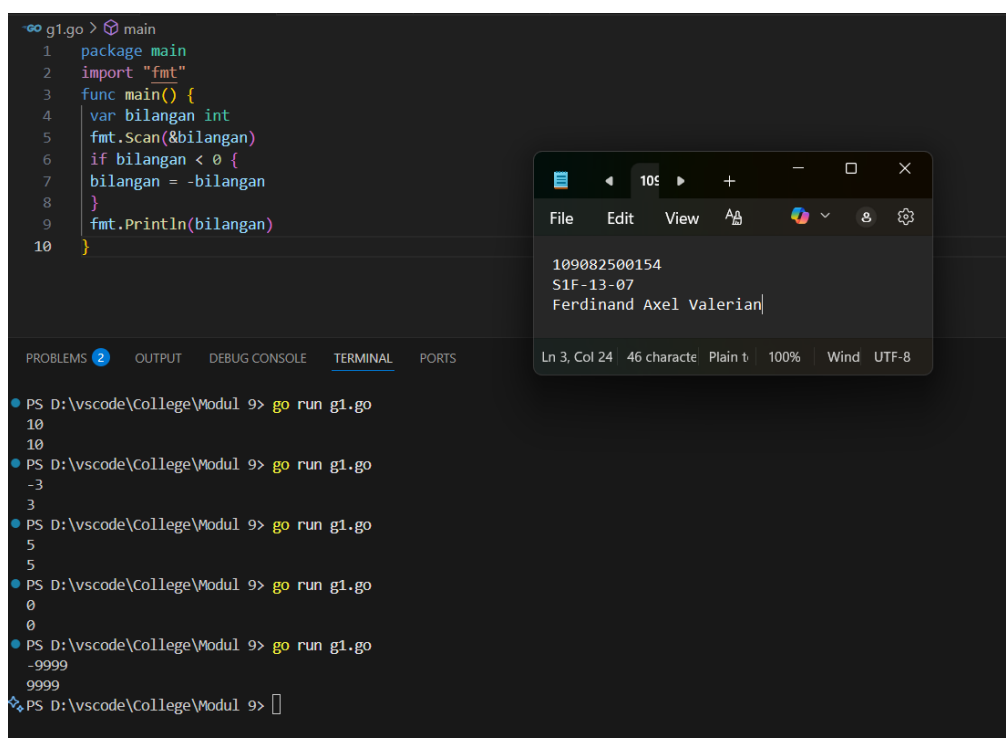 g1.go > main
1 package main
2 import "fmt"
3 func main() {
4 var bilangan int
5 fmt.Scan(&bilangan)
6 if bilangan < 0 {
7 bilangan = -bilangan
8 }
9 fmt.Println(bilangan)
10 }
File Edit View
109082500154
S1F-13-07
Ferdinand Axel Valerian
Ln 3, Col 24 46 characte Plain t 100% Wind UTF-8
PROBLEMS 2 OUTPUT DEBUG CONSOLE TERMINAL PORTS
PS D:\vscode\College\Modul 9> go run g1.go
10
10
PS D:\vscode\College\Modul 9> go run g1.go
-3
3
PS D:\vscode\College\Modul 9> go run g1.go
5
5
PS D:\vscode\College\Modul 9> go run g1.go
0
0
PS D:\vscode\College\Modul 9> go run g1.go
-9999
9999
PS D:\vscode\College\Modul 9>